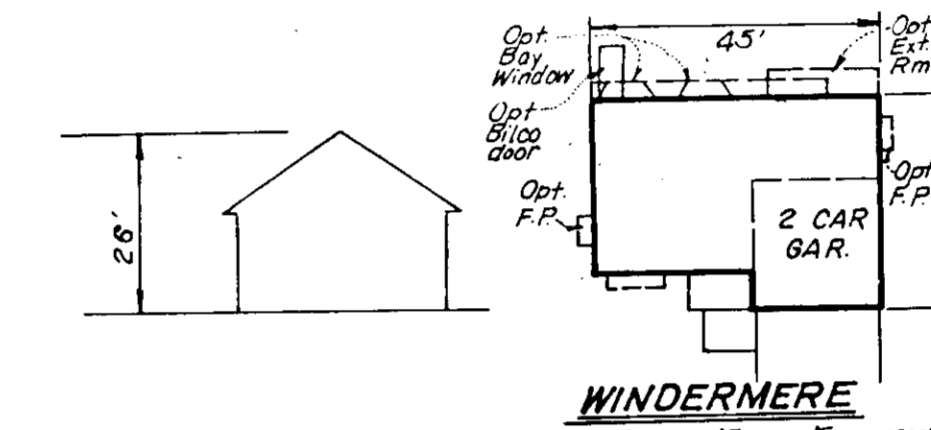 26'
Opt.
Bay
Window
45'
Opt
Ext.
Rm
Opt
Bilco
door
Opt.
F.P.
Opt
F.P.
2 CAR
GAR.
WINDERMERE